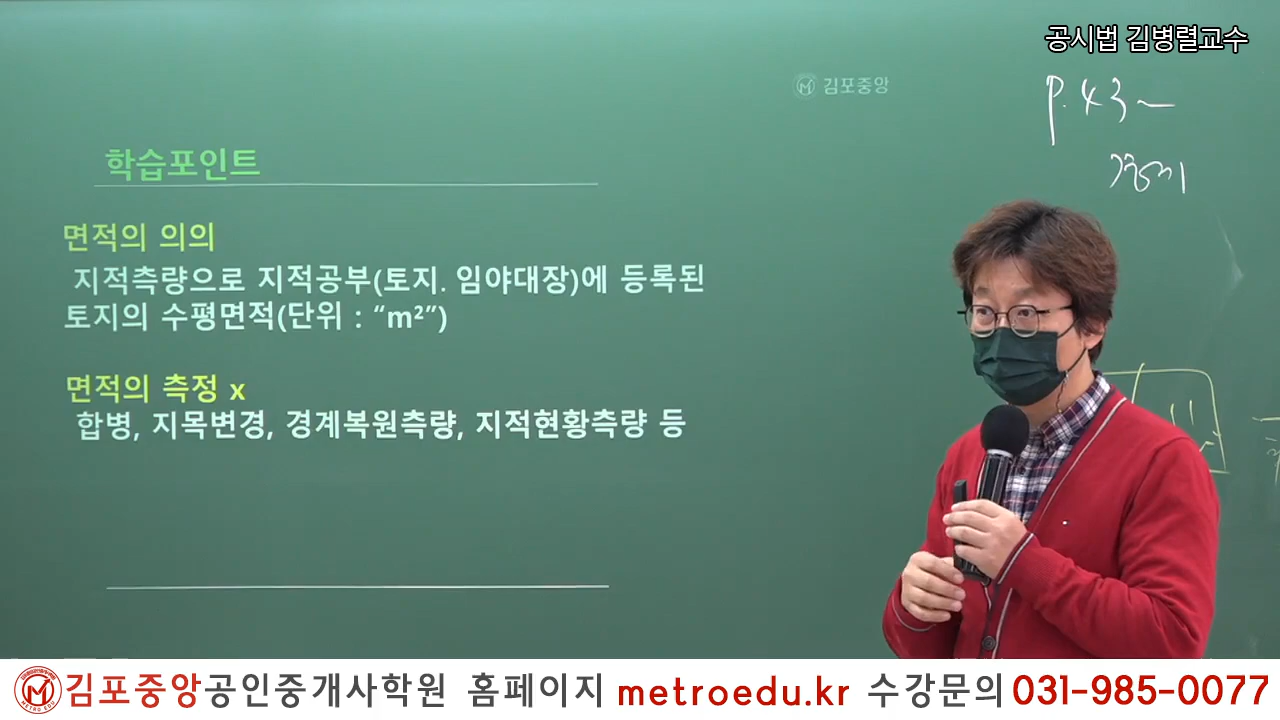 공시법 김병렬교수
김포중앙
P.43~
학습포인트
면적의 의의
지적측량으로 지적공부(토지. 임야대장)에 등록된
토지의 수평면적(단위 : “m²”)
면적의 측정 x
합병, 지목변경, 경계복원측량, 지적현황측량 등
김포중앙공인중개사학원 홈페이지 metroedu.kr 수강문의 031-985-0077